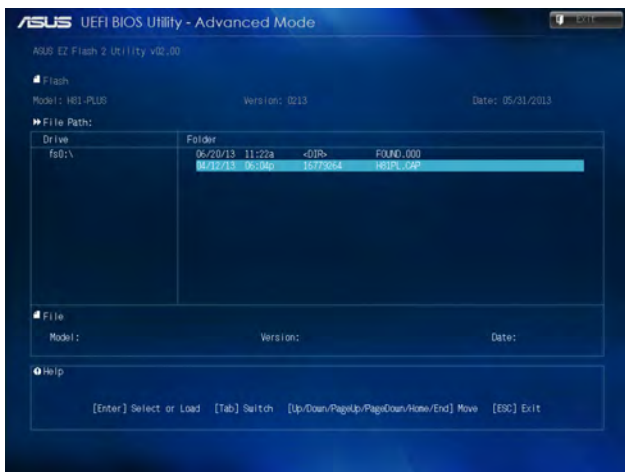 ASUS UEFI BIOS Utility - Advanced Mode
Exit
ASUS EZ Flash 2 Utility v02.00
Flash
Model: H81-PLUS Version: 0213 Date: 05/31/2013
File Path:
Drive Folder
fs0:\ 06/20/13 11:22a <DIR> FOUND.000
04/12/13 06:04p 16779264 H81PL.CAP
File
Model: Version: Date:
Help
[Enter] Select or Load [Tab] Switch [Up/Down/PageUp/PageDown/Home/End] Move [ESC] Exit